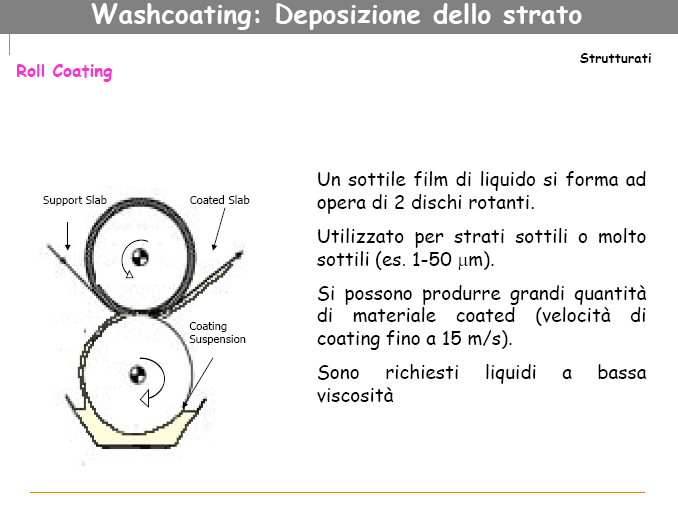 Washcoating: Deposizione dello strato
Strutturati
Roll Coating
Support Slab
Coated Slab
Coating
Suspension
Un sottile film di liquido si forma ad
opera di 2 dischi rotanti.
Utilizzato per strati sottili o molto
sottili (es. 1-50 μm).
Si possono produrre grandi quantità
di materiale coated (velocità di
coating fino a 15 m/s).
Sono richiesti liquidi a bassa
viscosità